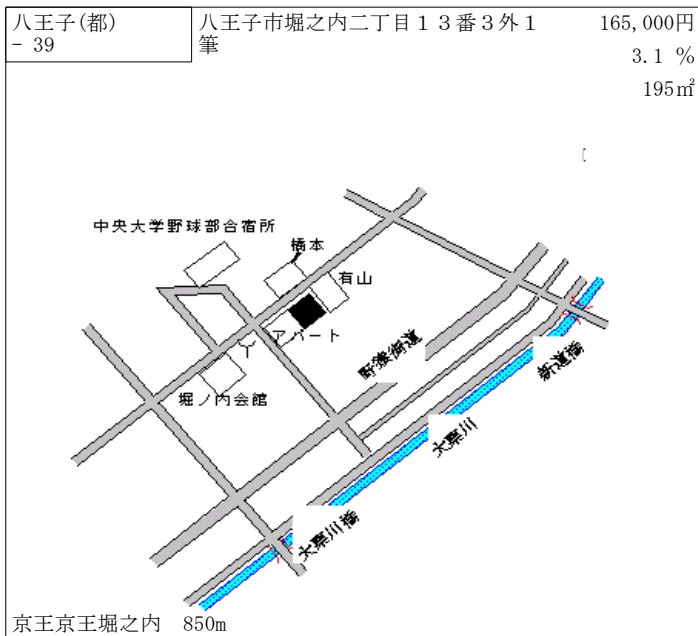 八王子(都)
- 39
八王子市堀之内二丁目１３番３外１
筆
165,000円
3.1 %
195㎡
中央大学野球部合宿所
橋本
有山
アパート
堀ノ内会館
野猿街道
新道橋
大栗川
大栗川橋
京王京王堀之内 850m